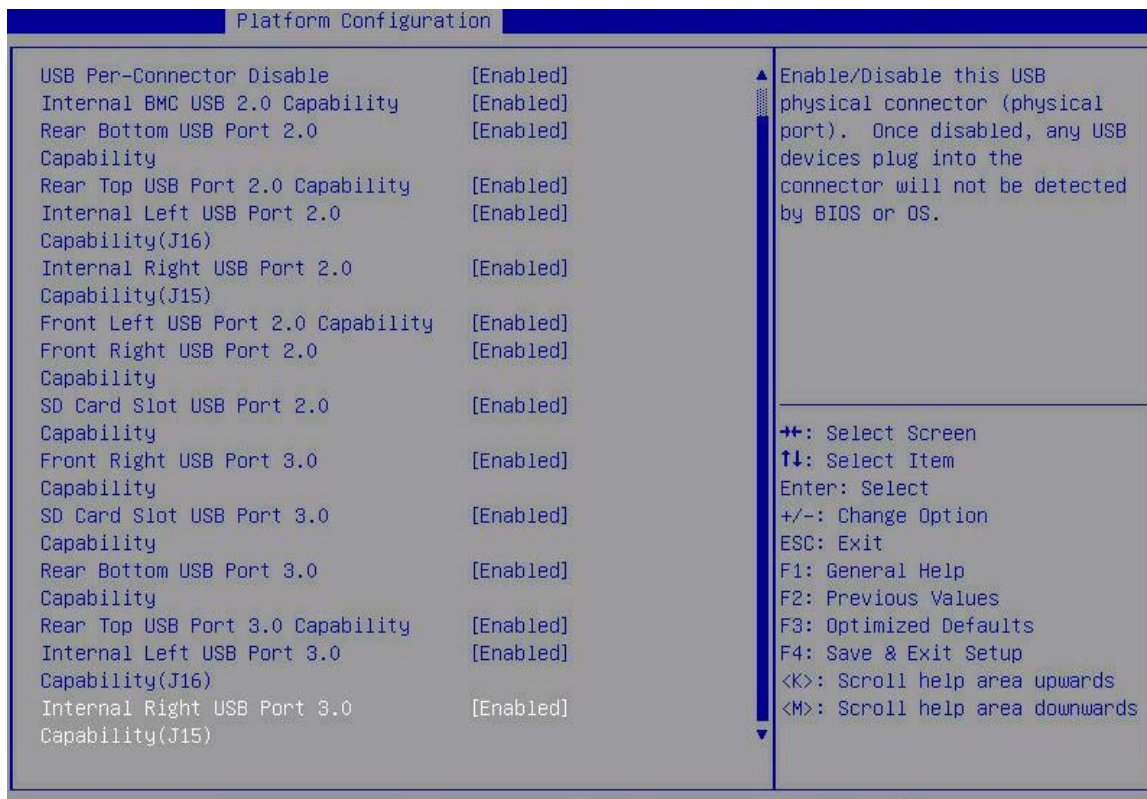 Platform Configuration
USB Per-Connector Disable [Enabled]
Internal BMC USB 2.0 Capability [Enabled]
Rear Bottom USB Port 2.0 [Enabled]
Capability
Rear Top USB Port 2.0 Capability [Enabled]
Internal Left USB Port 2.0 [Enabled]
Capability(J16)
Internal Right USB Port 2.0 [Enabled]
Capability(J15)
Front Left USB Port 2.0 Capability [Enabled]
Front Right USB Port 2.0 [Enabled]
Capability
SD Card Slot USB Port 2.0 [Enabled]
Capability
Front Right USB Port 3.0 [Enabled]
Capability
SD Card Slot USB Port 3.0 [Enabled]
Capability
Rear Bottom USB Port 3.0 [Enabled]
Capability
Rear Top USB Port 3.0 Capability [Enabled]
Internal Left USB Port 3.0 [Enabled]
Capability(J16)
Internal Right USB Port 3.0 [Enabled]
Capability(J15)
Enable/Disable this USB
physical connector (physical
port). Once disabled, any USB
devices plug into the
connector will not be detected
by BIOS or OS.
→←: Select Screen
↑↓: Select Item
Enter: Select
+/-: Change Option
ESC: Exit
F1: General Help
F2: Previous Values
F3: Optimized Defaults
F4: Save & Exit Setup
<K>: Scroll help area upwards
<M>: Scroll help area downwards